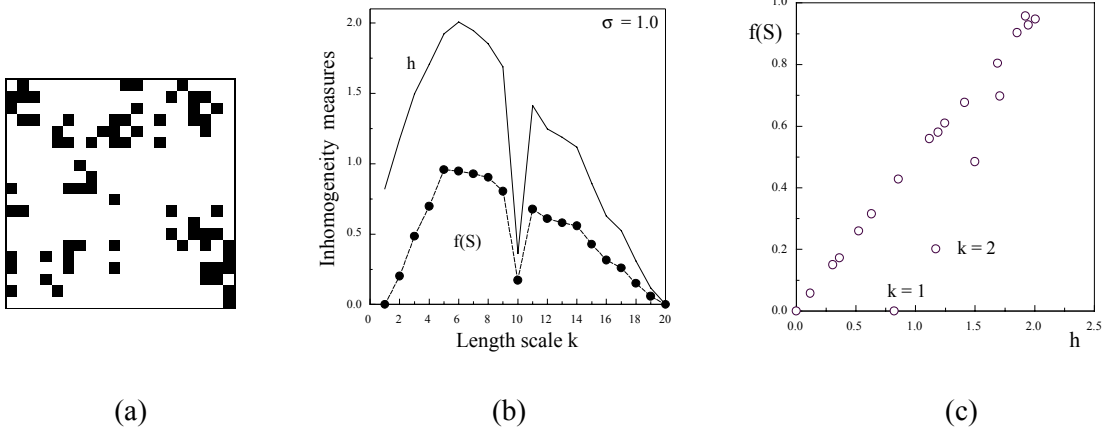 2.0
1.5
1.0
0.5
0.0
Inhomogeneity measures
σ = 1.0
h
f(S)
0 2 4 6 8 10 12 14 16 18 20
Length scale k
1.0
f(S)
0.8
0.6
0.4
0.2
0.0
k = 2
k = 1
0.0 0.5 1.0 1.5 2.0 2.5
h
(a) (b) (c)